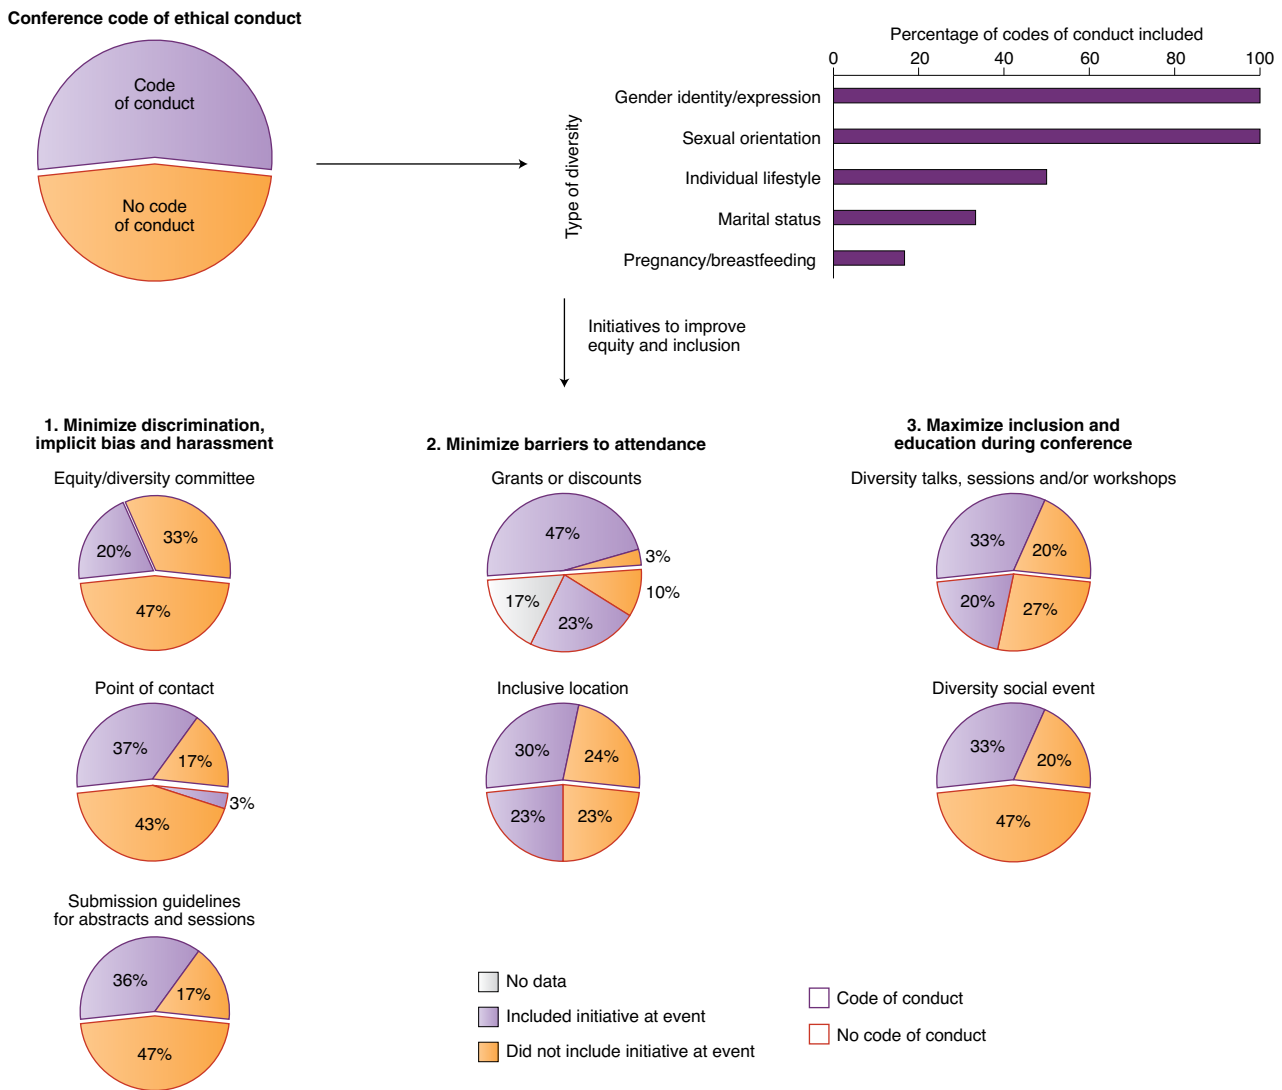 Conference code of ethical conduct
Code
of conduct
No code
of conduct
Percentage of codes of conduct included
0 20 40 60 80 100
Type of diversity
Gender identity/expression
Sexual orientation
Individual lifestyle
Marital status
Pregnancy/breastfeeding
Initiatives to improve
equity and inclusion
1. Minimize discrimination,
implicit bias and harassment
Equity/diversity committee
20%
33%
47%
Point of contact
37%
17%
3%
43%
Submission guidelines
for abstracts and sessions
36%
17%
47%
2. Minimize barriers to attendance
Grants or discounts
47%
3%
10%
17%
23%
Inclusive location
30%
24%
23%
23%
3. Maximize inclusion and
education during conference
Diversity talks, sessions and/or workshops
33%
20%
20%
27%
Diversity social event
33%
20%
47%
No data
Included initiative at event
Did not include initiative at event
Code of conduct
No code of conduct